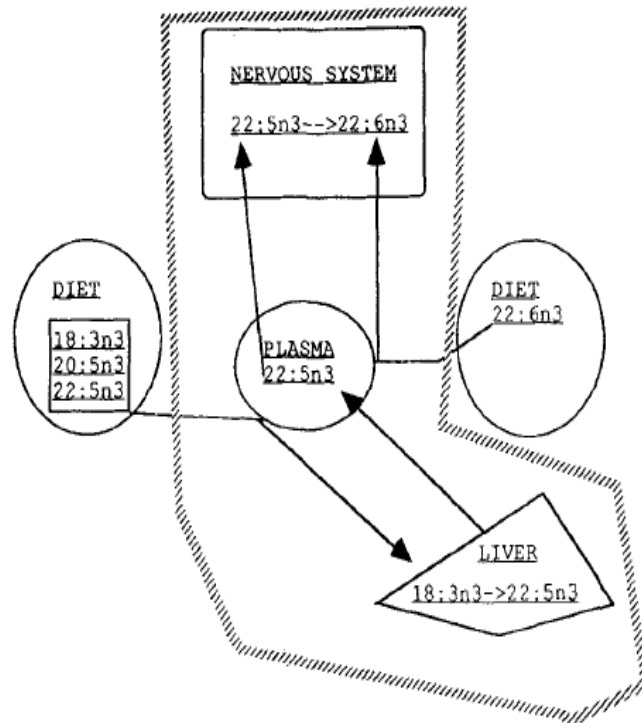 NERVOUS SYSTEM
22:5n3-->22:6n3
DIET
18:3n3
20:5n3
22:5n3
PLASMA
22:5n3
DIET
22:6n3
LIVER
18:3n3->22:5n3